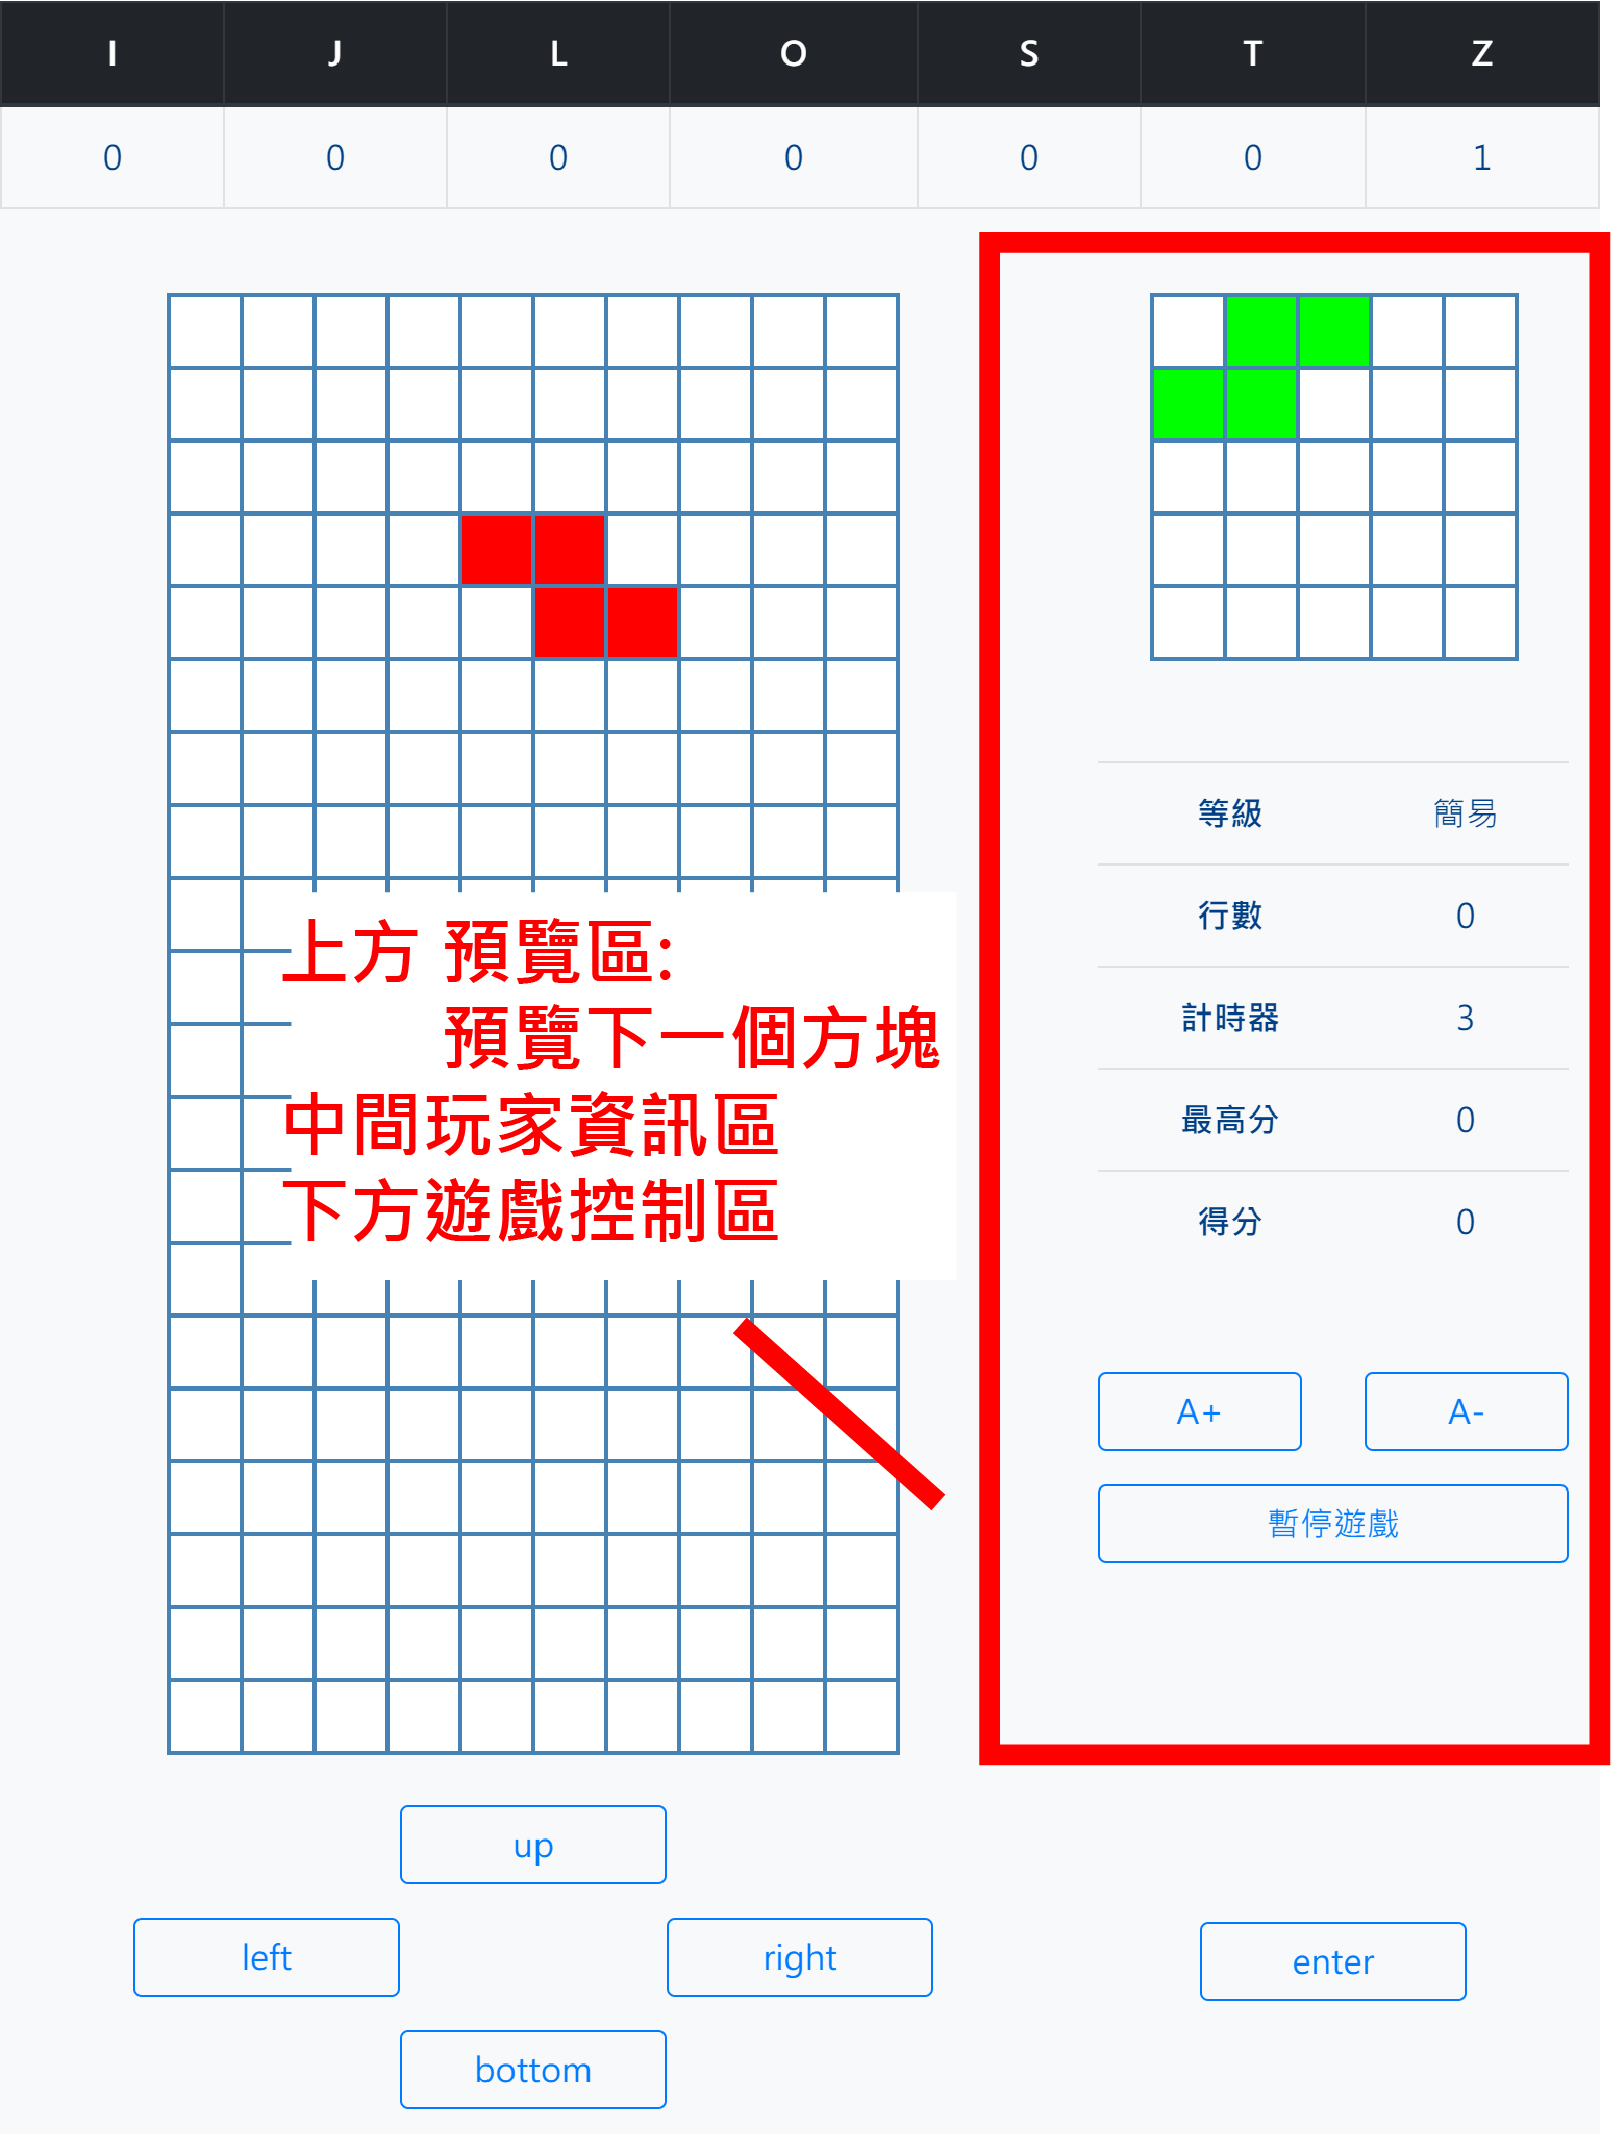 I J L O S T Z
0 0 0 0 0 0 1
上方 預覽區:
預覽下一個方塊
中間玩家資訊區
下方遊戲控制區
等級 簡易
行數 0
計時器 3
最高分 0
得分 0
A+ A-
暫停遊戲
up
left right enter
bottom